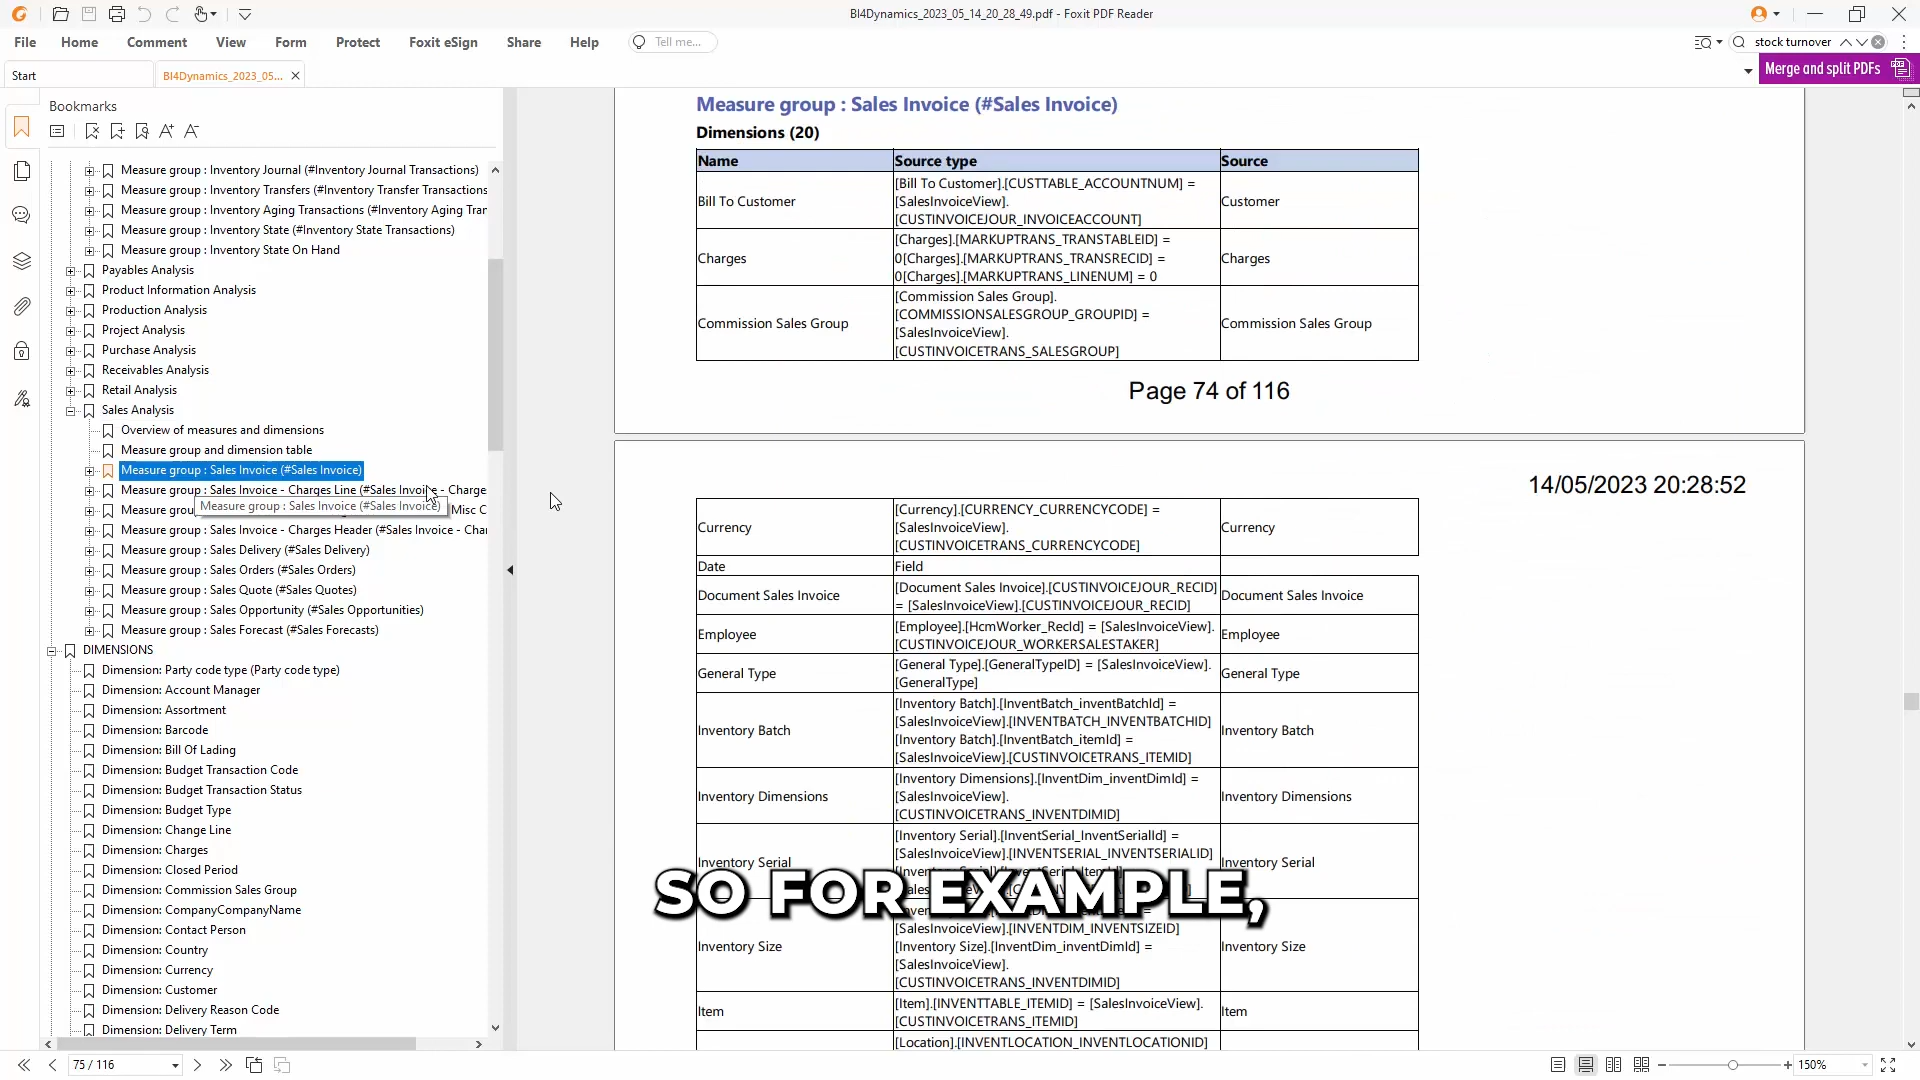 BI4Dynamics_2023_05_14_20_28_49.pdf - Foxit PDF Reader
File Home Comment View Form Protect Foxit eSign Share Help Tell me... stock turnover
Start BI4Dynamics_2023_05... Merge and split PDFs
Bookmarks
Measure group : Inventory Journal (#Inventory Journal Transactions)
Measure group : Inventory Transfers (#Inventory Transfer Transactions
Measure group : Inventory Aging Transactions (#Inventory Aging Tran
Measure group : Inventory State (#Inventory State Transactions)
Measure group : Inventory State On Hand
Payables Analysis
Product Information Analysis
Production Analysis
Project Analysis
Purchase Analysis
Receivables Analysis
Retail Analysis
Sales Analysis
Overview of measures and dimensions
Measure group and dimension table
Measure group : Sales Invoice (#Sales Invoice)
Measure group : Sales Invoice - Charges Line (#Sales Invoice - Charge
Measure group : Sales Invoice (#Sales Invoice)
Measure grou Misc C
Measure group : Sales Invoice - Charges Header (#Sales Invoice - Char
Measure group : Sales Delivery (#Sales Delivery)
Measure group : Sales Orders (#Sales Orders)
Measure group : Sales Quote (#Sales Quotes)
Measure group : Sales Opportunity (#Sales Opportunities)
Measure group : Sales Forecast (#Sales Forecasts)
DIMENSIONS
Dimension: Party code type (Party code type)
Dimension: Account Manager
Dimension: Assortment
Dimension: Barcode
Dimension: Bill Of Lading
Dimension: Budget Transaction Code
Dimension: Budget Transaction Status
Dimension: Budget Type
Dimension: Change Line
Dimension: Charges
Dimension: Closed Period
Dimension: Commission Sales Group
Dimension: CompanyCompanyName
Dimension: Contact Person
Dimension: Country
Dimension: Currency
Dimension: Customer
Dimension: Delivery Reason Code
Dimension: Delivery Term
Measure group : Sales Invoice (#Sales Invoice)
Dimensions (20)
Name Source type Source
Bill To Customer [Bill To Customer].[CUSTTABLE_ACCOUNTNUM] = Customer
[SalesInvoiceView].
[CUSTINVOICEJOUR_INVOICEACCOUNT]
Charges [Charges].[MARKUPTRANS_TRANSTABLEID] = Charges
0[Charges].[MARKUPTRANS_TRANSRECID] =
0[Charges].[MARKUPTRANS_LINENUM] = 0
Commission Sales Group [Commission Sales Group]. Commission Sales Group
[COMMISSIONSALESGROUP_GROUPID] =
[SalesInvoiceView].
[CUSTINVOICETRANS_SALESGROUP]
Page 74 of 116
14/05/2023 20:28:52
Currency [Currency].[CURRENCY_CURRENCYCODE] = Currency
[SalesInvoiceView].
[CUSTINVOICETRANS_CURRENCYCODE]
Date Field
Document Sales Invoice [Document Sales Invoice].[CUSTINVOICEJOUR_RECID] Document Sales Invoice
= [SalesInvoiceView].[CUSTINVOICEJOUR_RECID]
Employee [Employee].[HcmWorker_RecId] = [SalesInvoiceView]. Employee
[CUSTINVOICEJOUR_WORKERSALESTAKER]
General Type [General Type].[GeneralTypeID] = [SalesInvoiceView]. General Type
[GeneralType]
Inventory Batch [Inventory Batch].[InventBatch_inventBatchId] = Inventory Batch
[SalesInvoiceView].[INVENTBATCH_INVENTBATCHID]
[Inventory Batch].[InventBatch_itemId] =
[SalesInvoiceView].[CUSTINVOICETRANS_ITEMID]
Inventory Dimensions [Inventory Dimensions].[InventDim_inventDimId] = Inventory Dimensions
[SalesInvoiceView].
[CUSTINVOICETRANS_INVENTDIMID]
Inventory Serial [Inventory Serial].[InventSerial_InventSerialId] = Inventory Serial
[SalesInvoiceView].[INVENTSERIAL_INVENTSERIALID]
SO FOR EXAMPLE,
Inventory Size [SalesInvoiceView].[INVENTDIM_INVENTSIZEID] Inventory Size
[Inventory Size].[InventDim_inventDimId] =
[SalesInvoiceView].
[CUSTINVOICETRANS_INVENTDIMID]
Item [Item].[INVENTTABLE_ITEMID] = [SalesInvoiceView]. Item
[CUSTINVOICETRANS_ITEMID]
[Location].[INVENTLOCATION_INVENTLOCATIONID]
75 / 116 150%